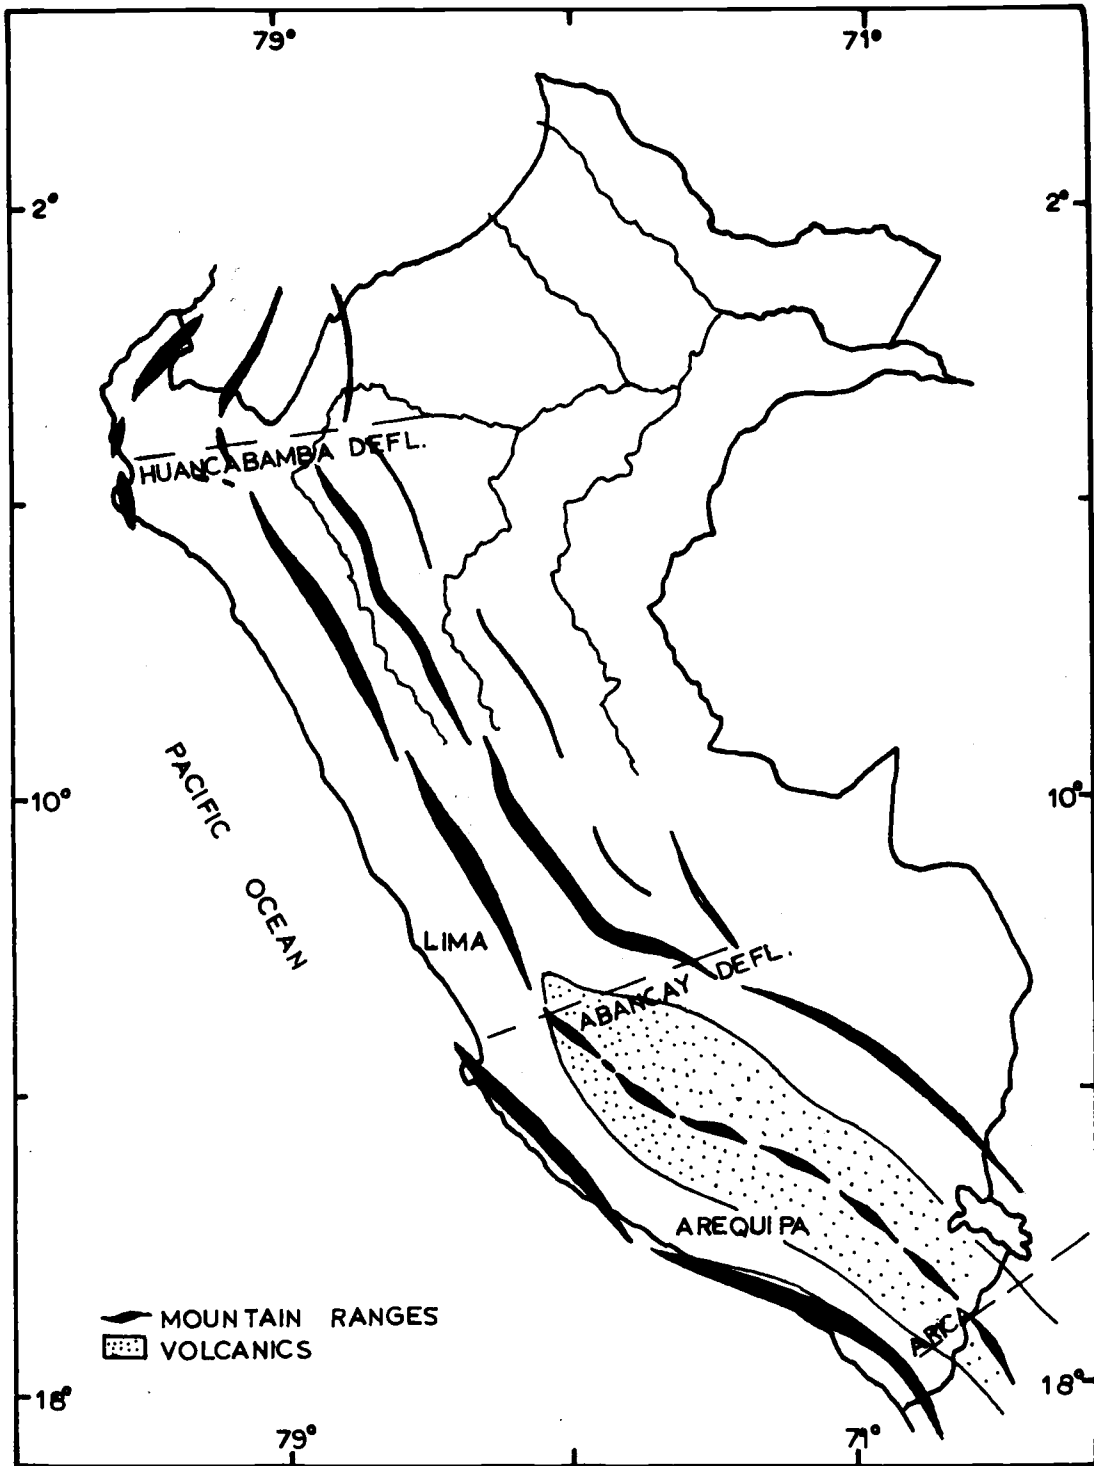 79° 71°
2° 2°
HUANCABAMBA DEFL.
PACIFIC OCEAN
10° 10°
LIMA
ABANCAY DEFL.
AREQUIPA
ARICA
MOUNTAIN RANGES
VOLCANICS
18° 18°
79° 71°